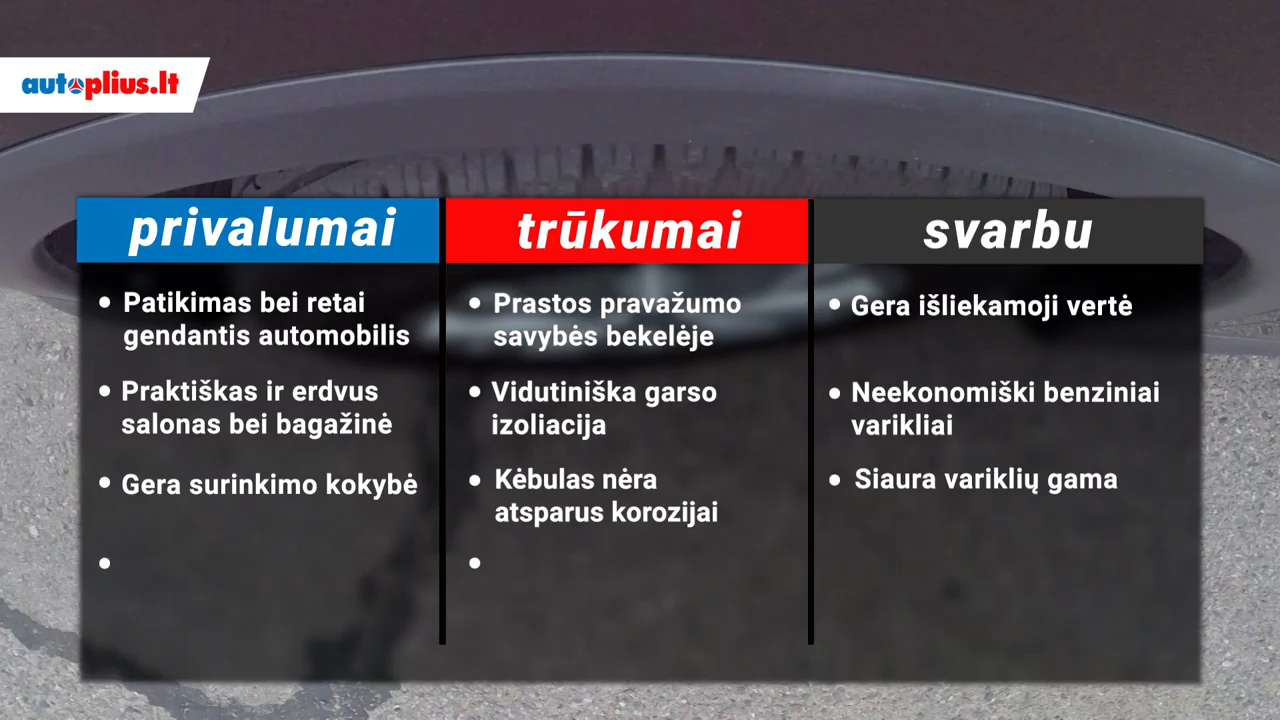 autoplius.lt
privalumai
Patikimas bei retai
gendantis automobilis
Praktiškas ir erdvus
salonas bei bagažinė
Gera surinkimo kokybė
trūkumai
Prastos pravažumo
savybės bekelėje
Vidutiniška garso
izoliacija
Kėbulas nėra
atsparus korozijai
svarbu
Gera išliekamoji vertė
Neekonomiški benziniai
varikliai
Siaura variklių gama